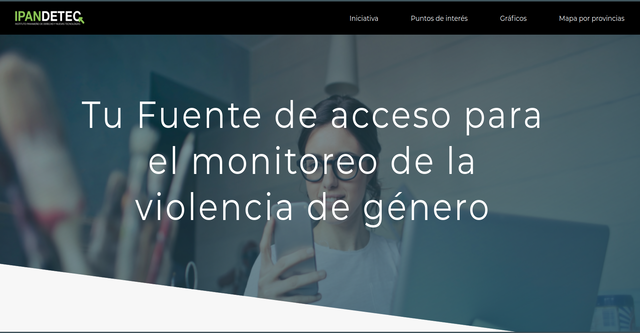 IPANDETEC
Iniciativa
Puntos de interés
Gráficos
Mapa por provincias
Tu Fuente de acceso para
el monitoreo de la
violencia de género